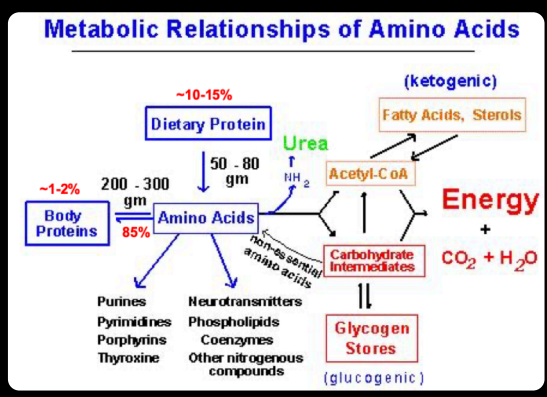 Metabolic Relationships of Amino Acids
(ketogenic)
~10-15%
Dietary Protein
Fatty Acids, Sterols
Urea
50 - 80
gm
NH2
Acetyl-CoA
~1-2%
200 - 300
gm
Body
Proteins
85%
Amino Acids
non-essential
amino acids
Energy
+
CO2 + H2O
Carbohydrate
Intermediates
Purines
Pyrimidines
Porphyrins
Thyroxine
Neurotransmitters
Phospholipids
Coenzymes
Other nitrogenous
compounds
Glycogen
Stores
(glucogenic)